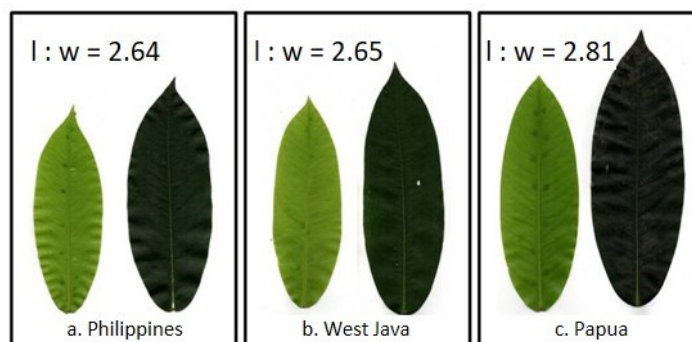 l : w = 2.64
l : w = 2.65
l : w = 2.81
a. Philippines
b. West Java
c. Papua